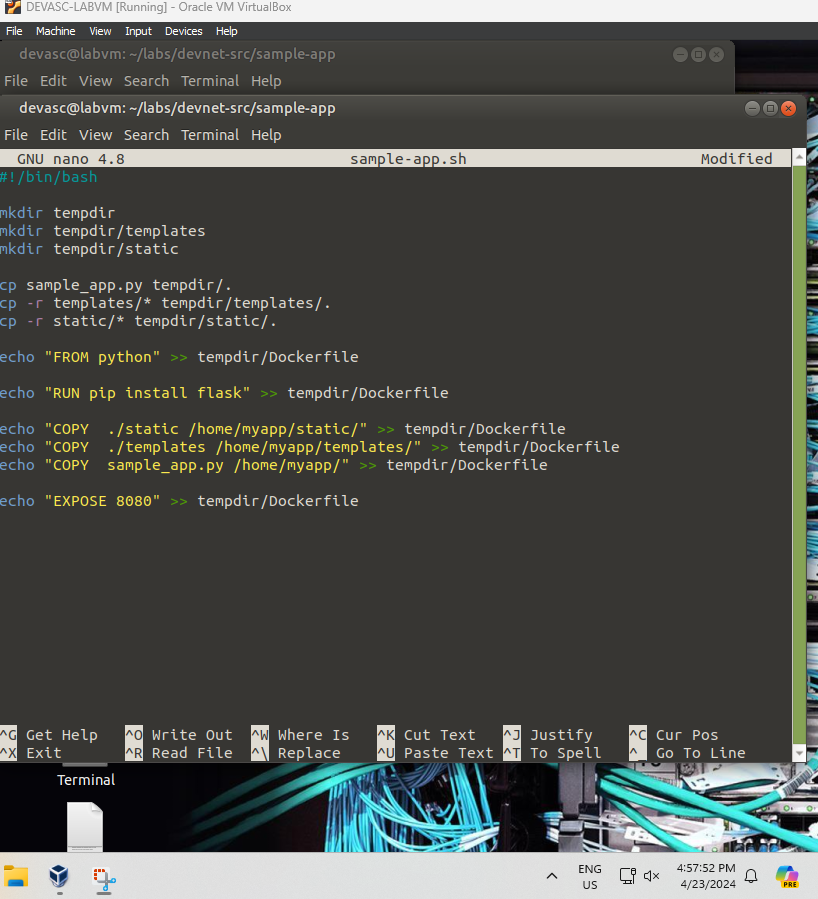 DEVASC-LABVM [Running] - Oracle VM VirtualBox
File Machine View Input Devices Help
devasc@labvm: ~/labs/devnet-src/sample-app
File Edit View Search Terminal Help
devasc@labvm: ~/labs/devnet-src/sample-app
File Edit View Search Terminal Help
GNU nano 4.8 sample-app.sh Modified
#!/bin/bash
mkdir tempdir
mkdir tempdir/templates
mkdir tempdir/static
cp sample_app.py tempdir/.
cp -r templates/* tempdir/templates/.
cp -r static/* tempdir/static/.
echo "FROM python" >> tempdir/Dockerfile
echo "RUN pip install flask" >> tempdir/Dockerfile
echo "COPY  ./static /home/myapp/static/" >> tempdir/Dockerfile
echo "COPY  ./templates /home/myapp/templates/" >> tempdir/Dockerfile
echo "COPY  sample_app.py /home/myapp/" >> tempdir/Dockerfile
echo "EXPOSE 8080" >> tempdir/Dockerfile
^G Get Help ^O Write Out ^W Where Is ^K Cut Text ^J Justify ^C Cur Pos
^X Exit ^R Read File ^\ Replace ^U Paste Text ^T To Spell ^_ Go To Line
Terminal
ENG 4:57:52 PM
US 4/23/2024
PRE